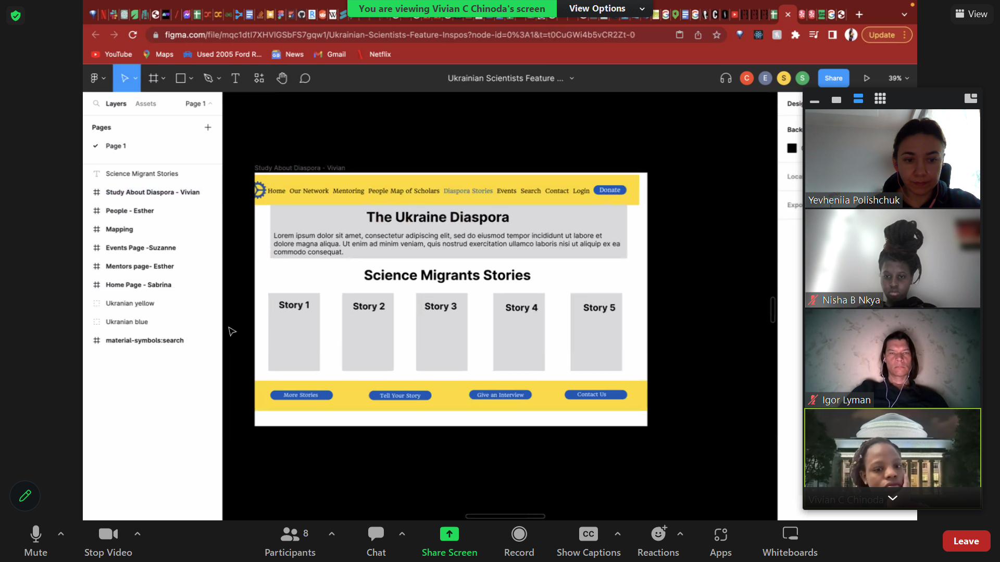 You are viewing Vivian C Chinoda's screen
View Options
View
figma.com/file/mqc1dtI7XHVlGSbFS7gqw1/Ukrainian-Scientists-Feature-Inspos?node-id=0%3A1&t=t0CuGWi4b5vCR2Zt-0
Update
YouTube Maps Used 2005 Ford R... News Gmail Netflix
Ukrainian Scientists Feature ...
C E S S
Share
39%
Layers Assets Page 1
Pages
Page 1
Science Migrant Stories
Study About Diaspora - Vivian
People - Esther
Mapping
Events Page -Suzanne
Mentors page- Esther
Home Page - Sabrina
Ukranian yellow
Ukranian blue
material-symbols:search
Study About Diaspora - Vivian
Home Our Network Mentoring People Map of Scholars Diaspora Stories Events Search Contact Login Donate
The Ukraine Diaspora
Lorem ipsum dolor sit amet, consectetur adipiscing elit, sed do eiusmod tempor incididunt ut labore et
dolore magna aliqua. Ut enim ad minim veniam, quis nostrud exercitation ullamco laboris nisi ut aliquip ex ea
commodo consequat.
Science Migrants Stories
Story 1 Story 2 Story 3 Story 4 Story 5
More Stories Tell Your Story Give an Interview Contact Us
Desi
Back
Loca
Expo
Yevheniia Polishchuk
Nisha B Nkya
Igor Lyman
Vivian C Chinoda
Mute
Stop Video
8
Participants
Chat
Share Screen
Record
CC
Show Captions
Reactions
Apps
Whiteboards
Leave